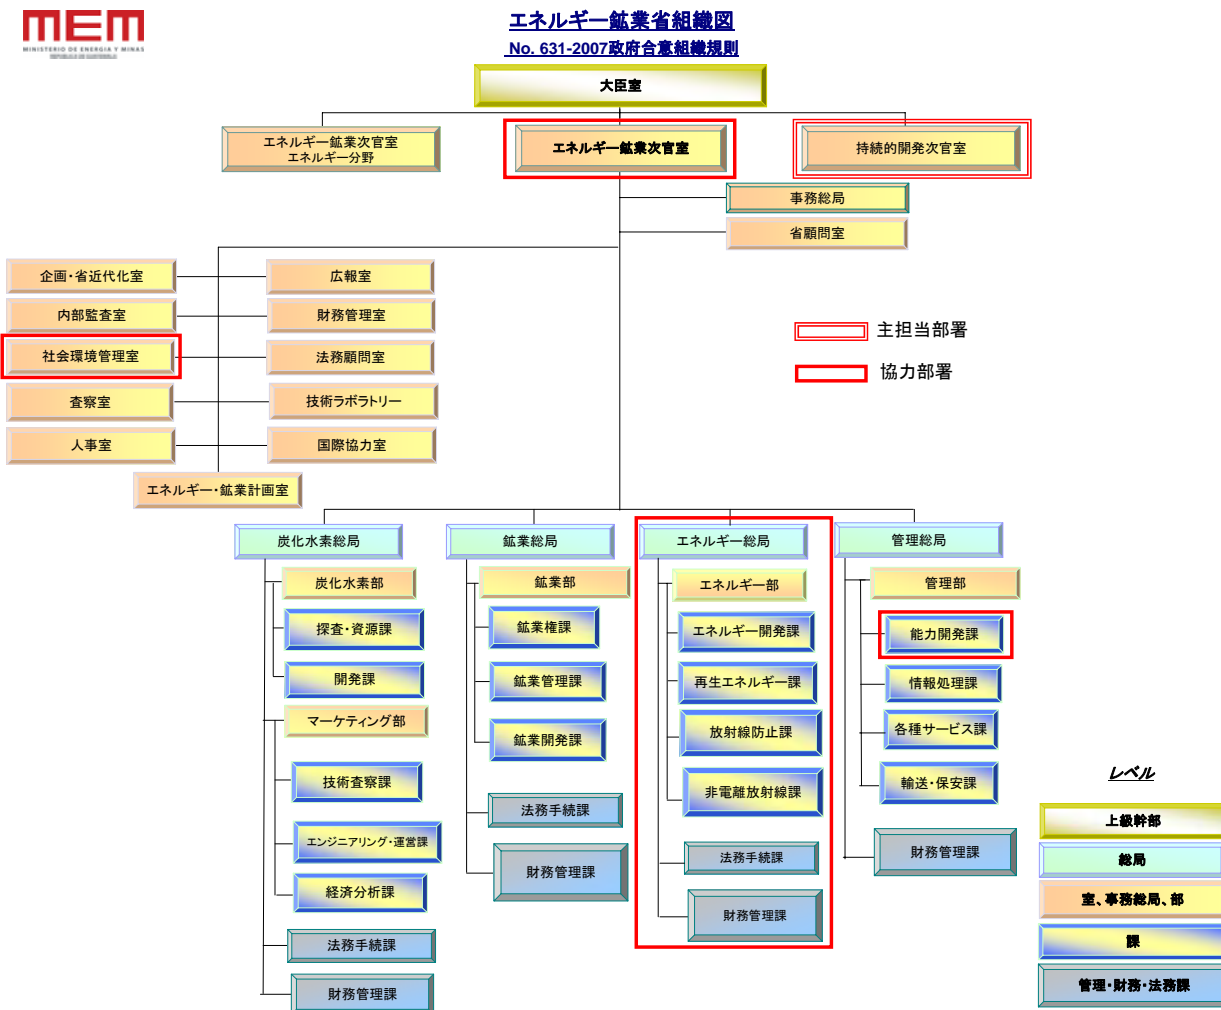 mEm
MINISTERIO DE ENERGIA Y MINAS
REPUBLICA DE GUATEMALA
エネルギー鉱業省組織図
No. 631-2007政府合意組織規則
大臣室
エネルギー鉱業次官室
エネルギー分野
エネルギー鉱業次官室
持続的開発次官室
事務総局
省顧問室
企画・省近代化室
広報室
内部監査室
財務管理室
社会環境管理室
法務顧問室
査察室
技術ラボラトリー
人事室
国際協力室
エネルギー・鉱業計画室
主担当部署
協力部署
炭化水素総局
炭化水素部
探査・資源課
開発課
マーケティング部
技術査察課
エンジニアリング・運営課
経済分析課
法務手続課
財務管理課
鉱業総局
鉱業部
鉱業権課
鉱業管理課
鉱業開発課
法務手続課
財務管理課
エネルギー総局
エネルギー部
エネルギー開発課
再生エネルギー課
放射線防止課
非電離放射線課
法務手続課
財務管理課
管理総局
管理部
能力開発課
情報処理課
各種サービス課
輸送・保安課
財務管理課
レベル
上級幹部
総局
室、事務総局、部
課
管理・財務・法務課